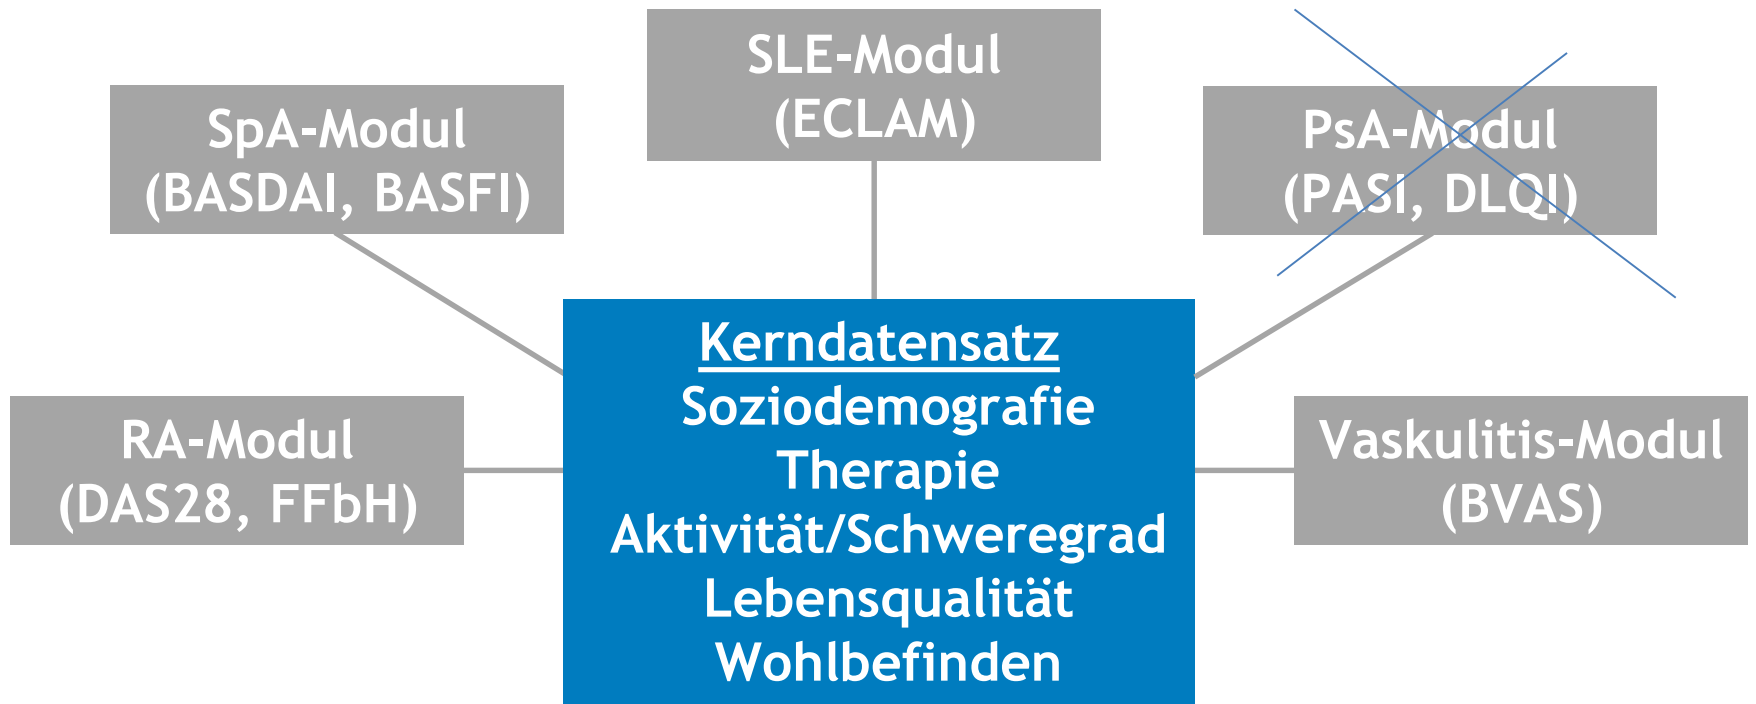 SLE-Modul
(ECLAM)
SpA-Modul
(BASDAI, BASFI)
PsA-Modul
(PASI, DLQI)
Kerndatensatz
Soziodemografie
Therapie
Aktivität/Schweregrad
Lebensqualität
Wohlbefinden
RA-Modul
(DAS28, FFbH)
Vaskulitis-Modul
(BVAS)